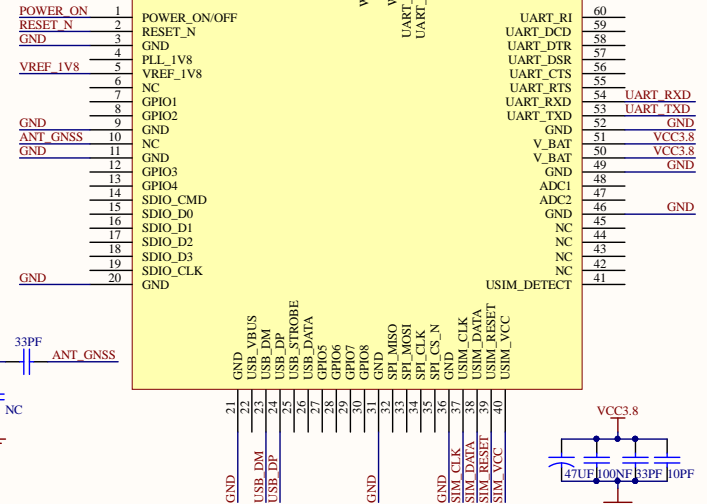 POWER_ON 1 POWER_ON/OFF
RESET_N 2 RESET_N
GND 3 GND
4 PLL_1V8
VREF_1V8 5 VREF_1V8
6 NC
7 GPIO1
8 GPIO2
GND 9 GND
ANT_GNSS 10 NC
GND 11 GND
12 GPIO3
13 GPIO4
14 SDIO_CMD
15 SDIO_D0
16 SDIO_D1
17 SDIO_D2
18 SDIO_D3
19 SDIO_CLK
GND 20 GND
UART_
UART_
UART_RI 60
UART_DCD 59
UART_DTR 58
UART_DSR 57
UART_CTS 56
UART_RTS 55
UART_RXD 54 UART_RXD
UART_TXD 53 UART_TXD
GND 52 GND
V_BAT 51 VCC3.8
V_BAT 50 VCC3.8
GND 49 GND
ADC1 48
ADC2 47
GND 46 GND
NC 45
NC 44
NC 43
NC 42
USIM_DETECT 41
GND 21 GND
USB_VBUS 22
USB_DM 23 USB_DM
USB_DP 24 USB_DP
USB_STROBE 25
USB_DATA 26
GPIO5 27
GPIO6 28
GPIO7 29
GPIO8 30
GND 31 GND
SPI_MISO 32
SPI_MOSI 33
SPI_CLK 34
SPI_CS_N 35
GND 36 GND
USIM_CLK 37 SIM_CLK
USIM_DATA 38 SIM_DATA
USIM_RESET 39 SIM_RESET
USIM_VCC 40 SIM_VCC
33PF
ANT_GNSS
NC
VCC3.8
47UF 100NF 33PF 10PF